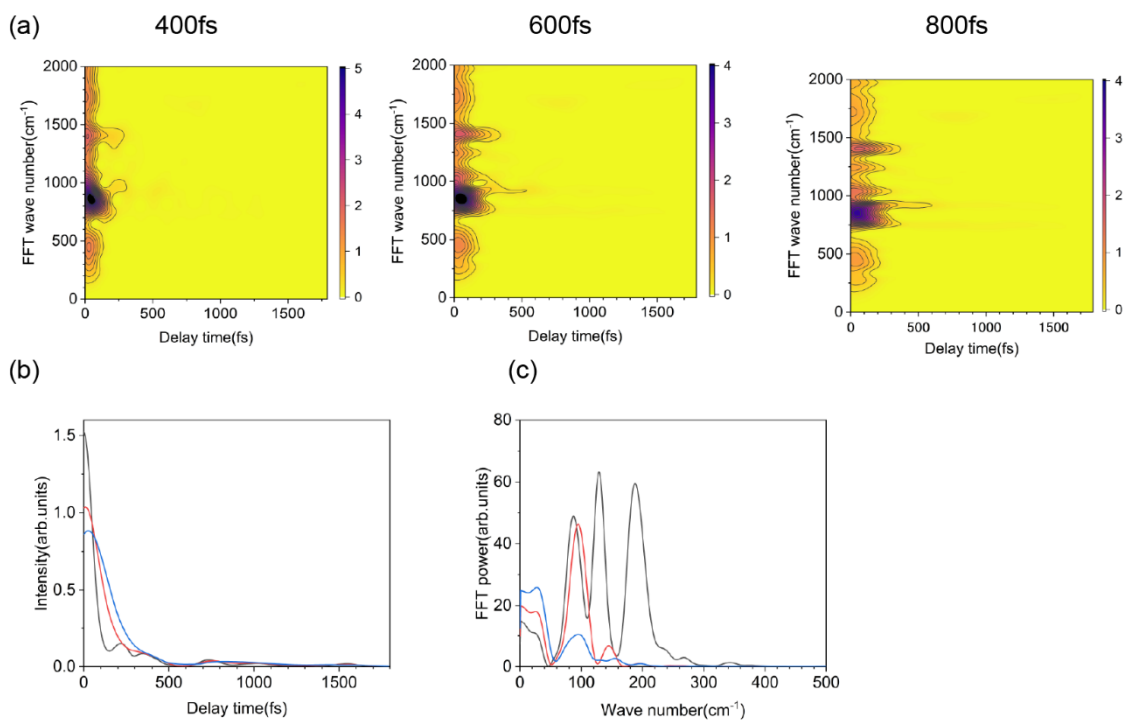 (a) 400fs 600fs 800fs
FFT wave number(cm-1)
2000
1500
1000
500
0
0 500 1000 1500
Delay time(fs)
5
4
3
2
1
0
FFT wave number(cm-1)
2000
1500
1000
500
0
0 500 1000 1500
Delay time(fs)
4
3
2
1
0
FFT wave number(cm-1)
2000
1500
1000
500
0
0 500 1000 1500
Delay time(fs)
4
3
2
1
0
(b)
Intensity(arb.units)
1.5
1.0
0.5
0.0
0 500 1000 1500
Delay time(fs)
(c)
FFT power(arb.units)
80
60
40
20
0
0 100 200 300 400 500
Wave number(cm-1)